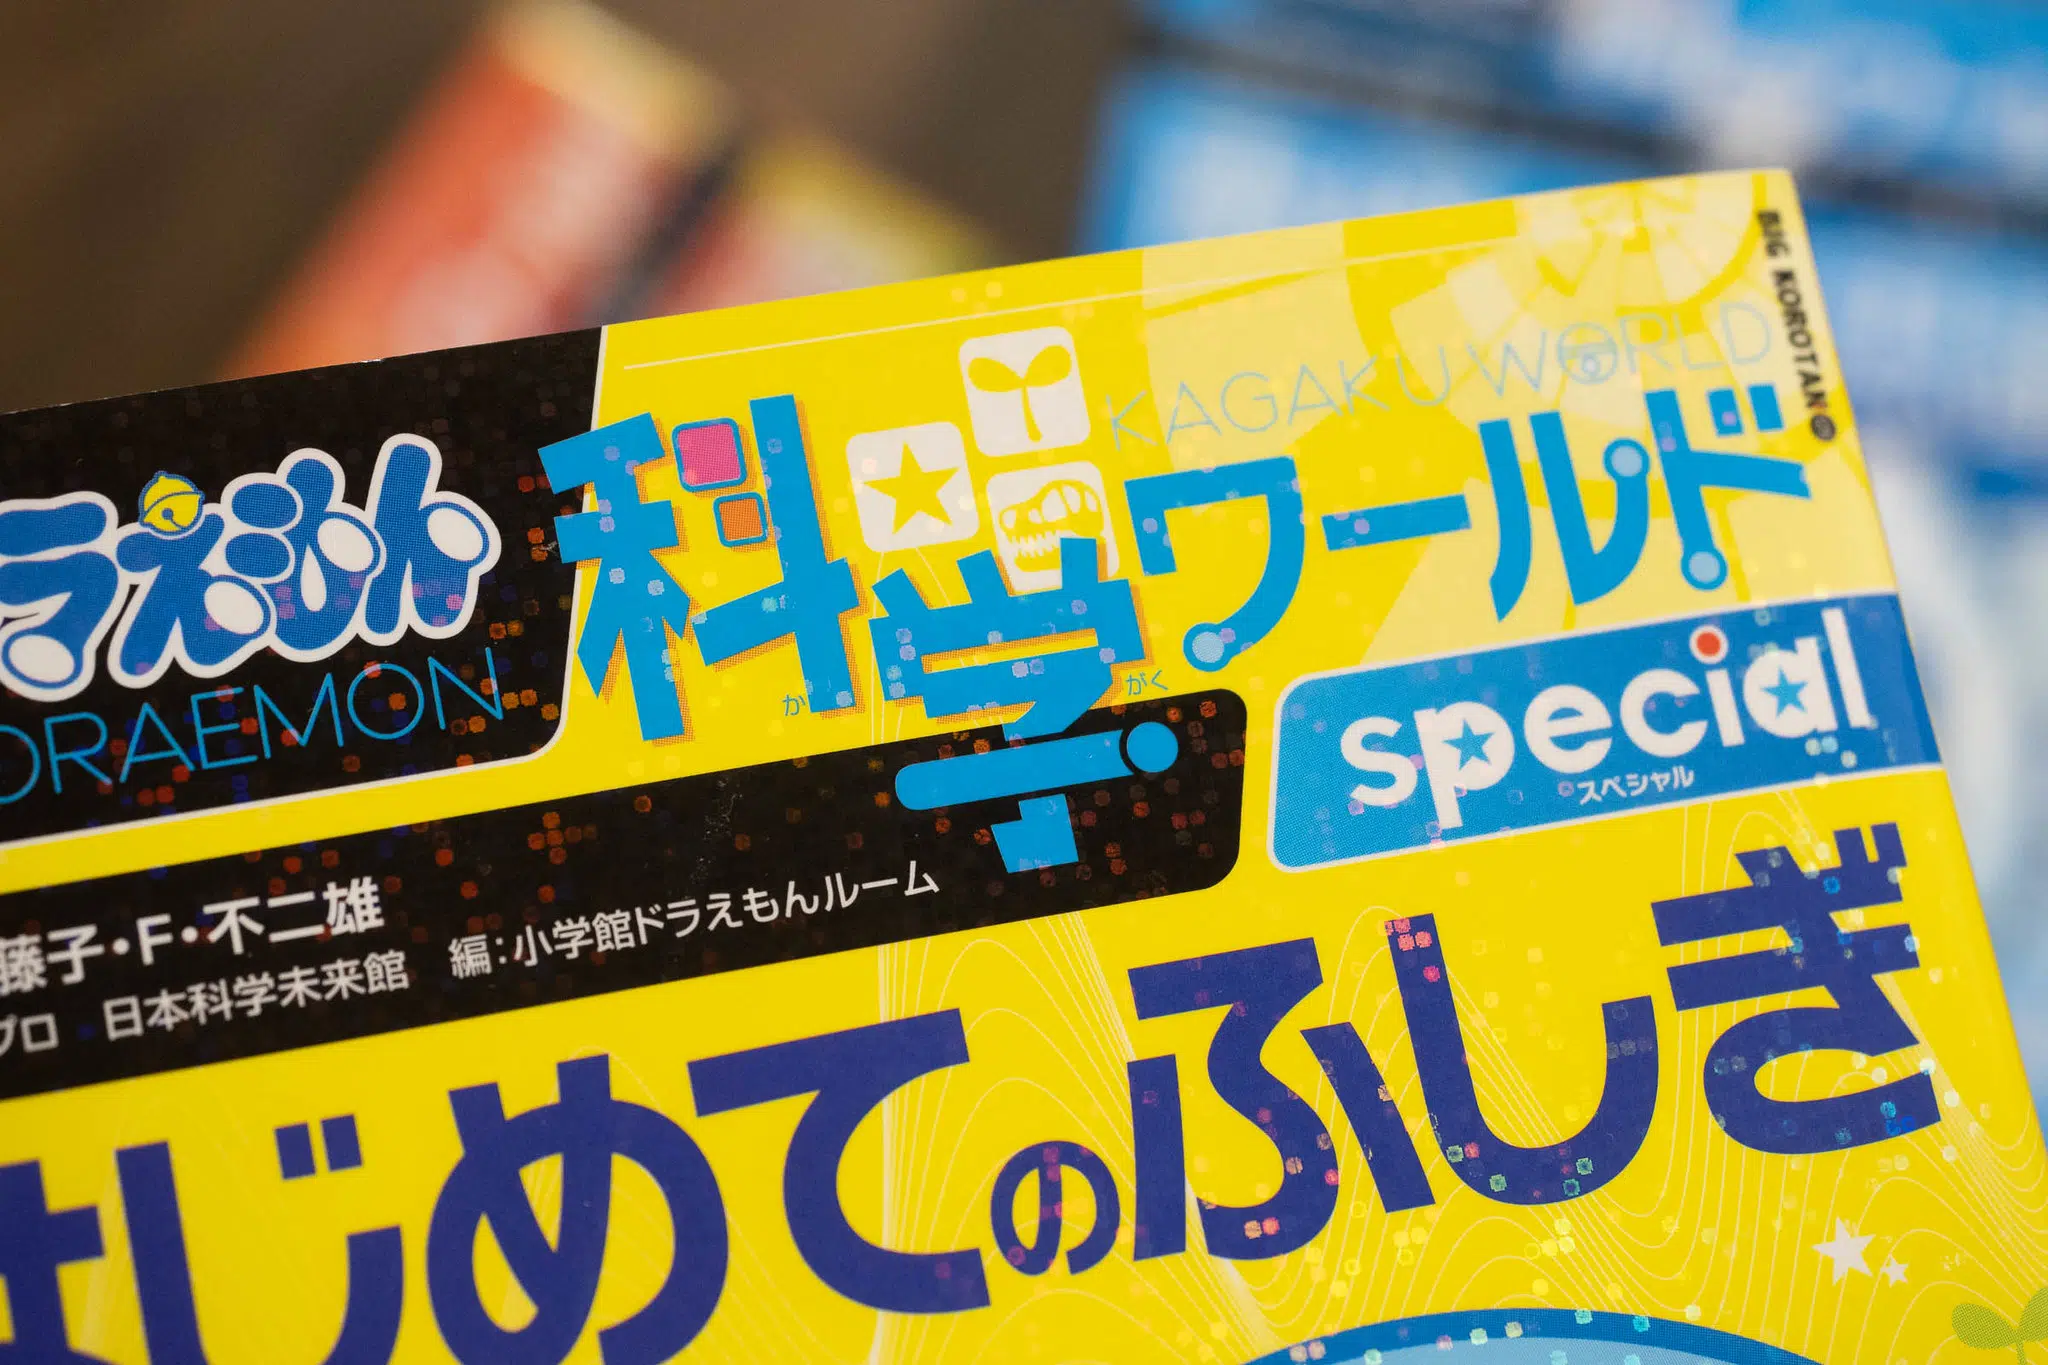 ドラえもん
DORAEMON
科学ワールド
か がく
KAGAKU WORLD
BIG KOROTAN
special
スペシャル
藤子・F・不二雄
プロ 日本科学未来館 編：小学館ドラえもんルーム
はじめてのふしぎ